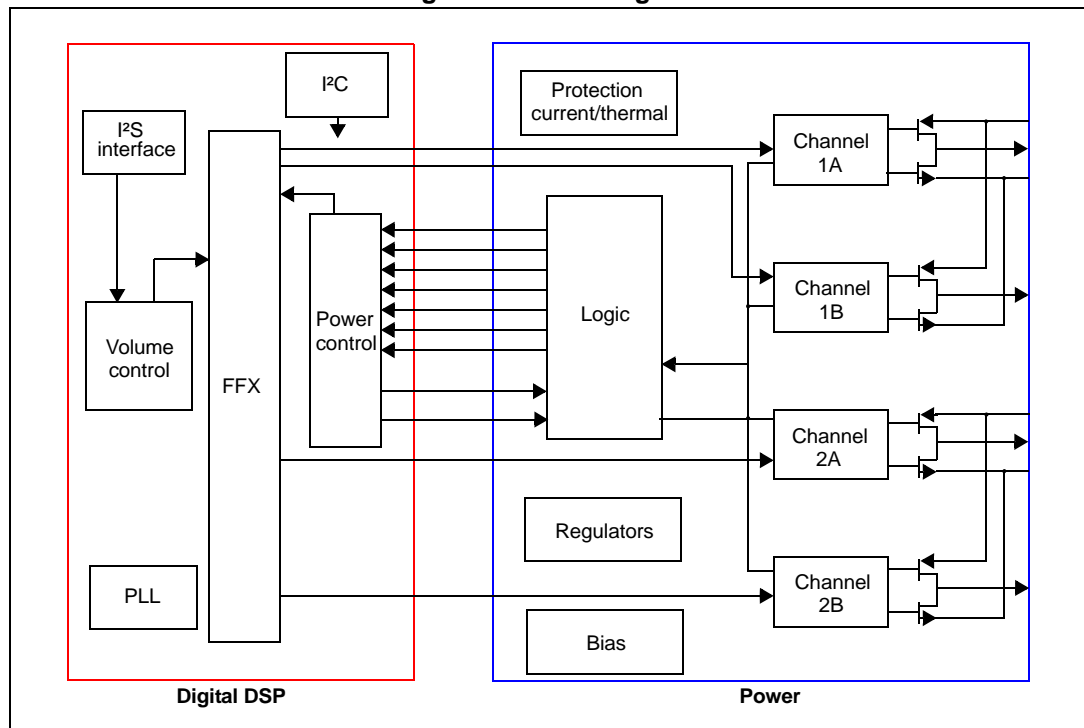 I²C
Protection
current/thermal
I²S
interface
Channel
1A
Channel
1B
Logic
Power
control
Volume
control
FFX
Channel
2A
Regulators
PLL
Channel
2B
Bias
Digital DSP
Power